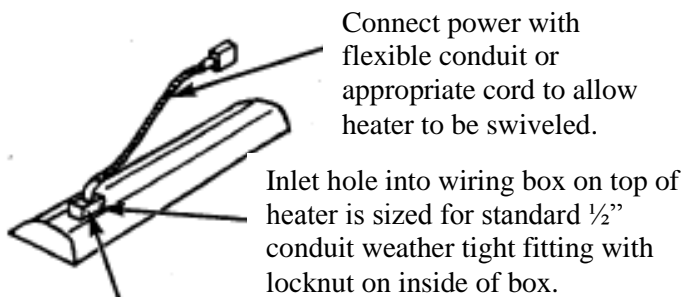 Connect power with
flexible conduit or
appropriate cord to allow
heater to be swiveled.
Inlet hole into wiring box on top of
heater is sized for standard ½”
conduit weather tight fitting with
locknut on inside of box.